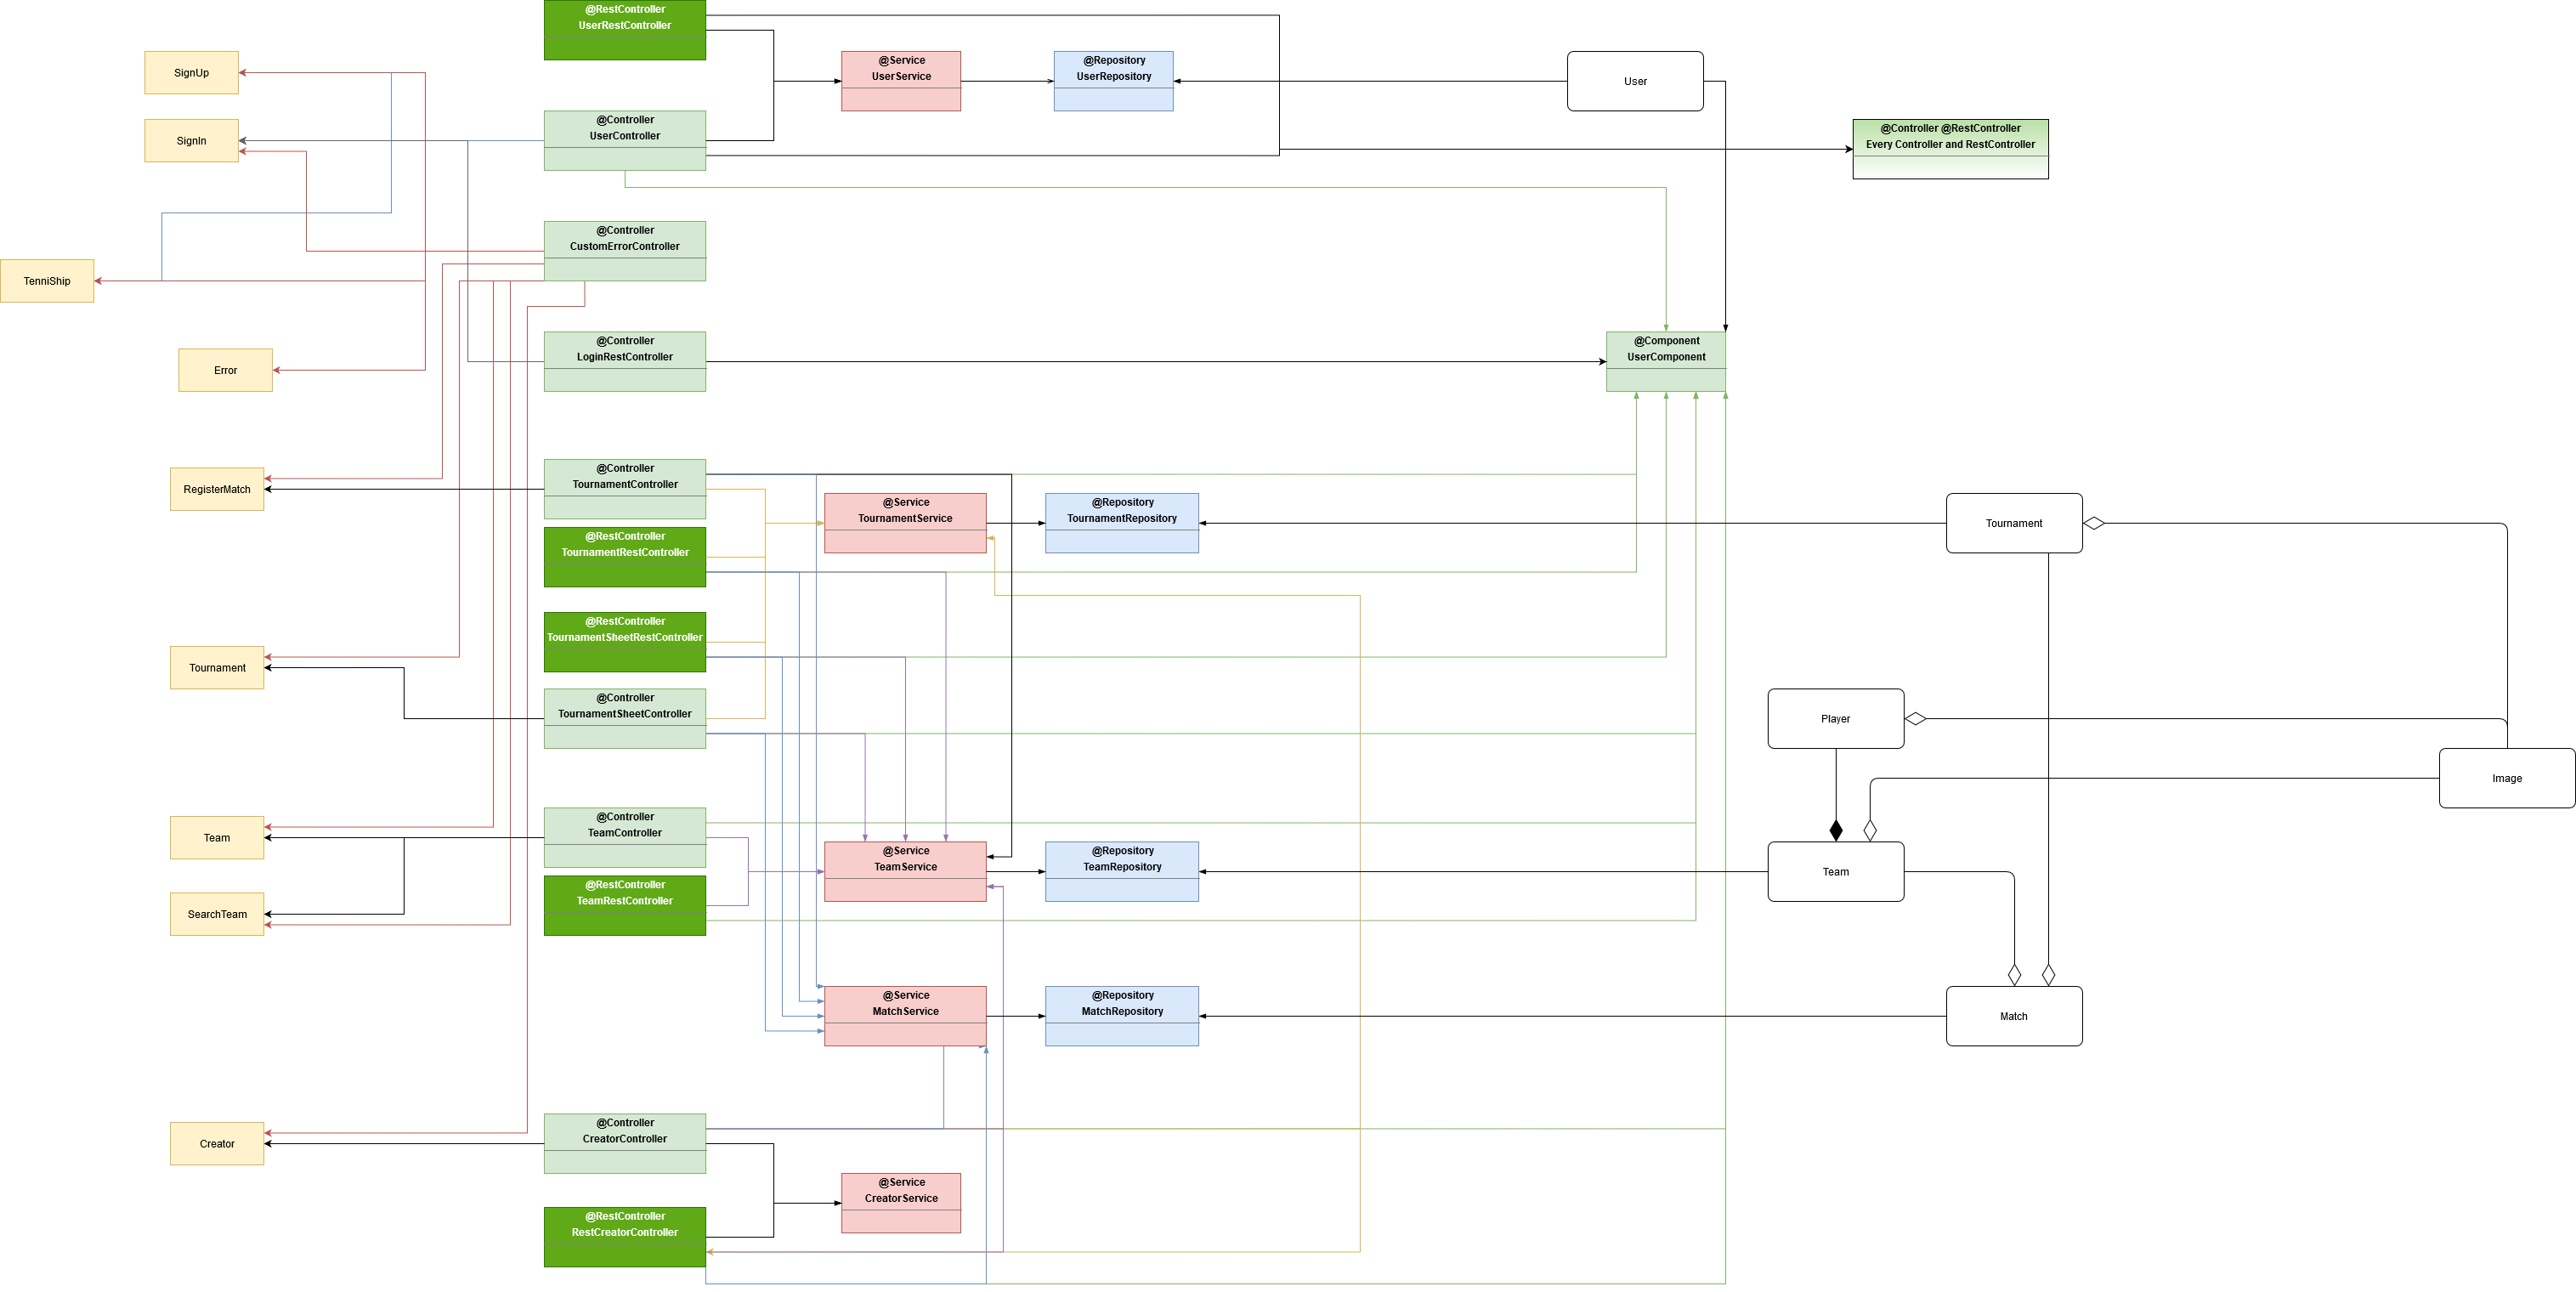 @RestController
UserRestController
SignUp
@Service
UserService
@Repository
UserRepository
User
SignIn
@Controller
UserController
@Controller @RestController
Every Controller and RestController
@Controller
CustomErrorController
TenniShip
Error
@Controller
LoginRestController
@Component
UserComponent
RegisterMatch
@Controller
TournamentController
@Service
TournamentService
@Repository
TournamentRepository
Tournament
@RestController
TournamentRestController
@RestController
TournamentSheetRestController
Tournament
@Controller
TournamentSheetController
Player
Image
Team
@Controller
TeamController
@Service
TeamService
@Repository
TeamRepository
Team
SearchTeam
@RestController
TeamRestController
@Service
MatchService
@Repository
MatchRepository
Match
Creator
@Controller
CreatorController
@Service
CreatorService
@RestController
RestCreatorController